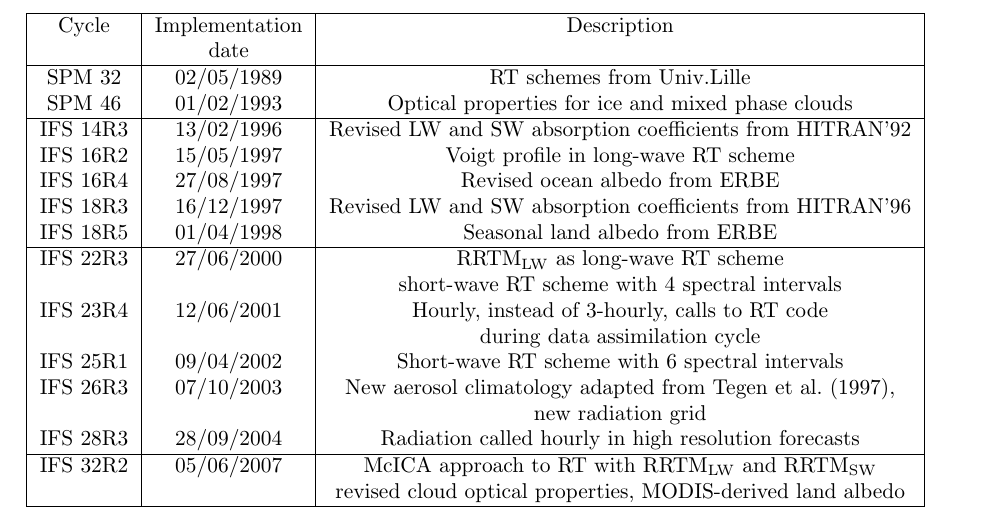 Cycle Implementation Description
date
SPM 32 02/05/1989 RT schemes from Univ.Lille
SPM 46 01/02/1993 Optical properties for ice and mixed phase clouds
IFS 14R3 13/02/1996 Revised LW and SW absorption coefficients from HITRAN'92
IFS 16R2 15/05/1997 Voigt profile in long-wave RT scheme
IFS 16R4 27/08/1997 Revised ocean albedo from ERBE
IFS 18R3 16/12/1997 Revised LW and SW absorption coefficients from HITRAN'96
IFS 18R5 01/04/1998 Seasonal land albedo from ERBE
IFS 22R3 27/06/2000 RRTM_LW as long-wave RT scheme
short-wave RT scheme with 4 spectral intervals
IFS 23R4 12/06/2001 Hourly, instead of 3-hourly, calls to RT code
during data assimilation cycle
IFS 25R1 09/04/2002 Short-wave RT scheme with 6 spectral intervals
IFS 26R3 07/10/2003 New aerosol climatology adapted from Tegen et al. (1997),
new radiation grid
IFS 28R3 28/09/2004 Radiation called hourly in high resolution forecasts
IFS 32R2 05/06/2007 McICA approach to RT with RRTM_LW and RRTM_SW
revised cloud optical properties, MODIS-derived land albedo